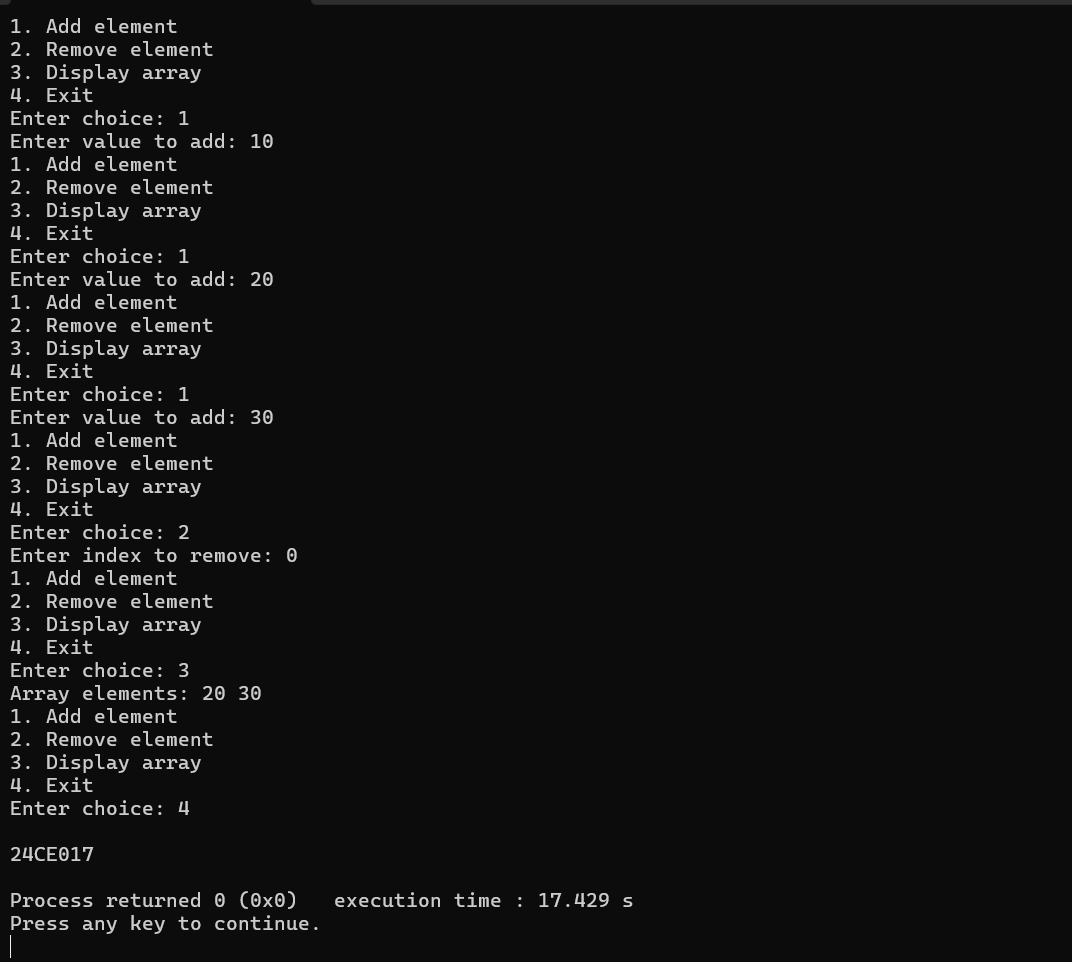 1. Add element
2. Remove element
3. Display array
4. Exit
Enter choice: 1
Enter value to add: 10
1. Add element
2. Remove element
3. Display array
4. Exit
Enter choice: 1
Enter value to add: 20
1. Add element
2. Remove element
3. Display array
4. Exit
Enter choice: 1
Enter value to add: 30
1. Add element
2. Remove element
3. Display array
4. Exit
Enter choice: 2
Enter index to remove: 0
1. Add element
2. Remove element
3. Display array
4. Exit
Enter choice: 3
Array elements: 20 30
1. Add element
2. Remove element
3. Display array
4. Exit
Enter choice: 4
24CE017
Process returned 0 (0x0)   execution time : 17.429 s
Press any key to continue.